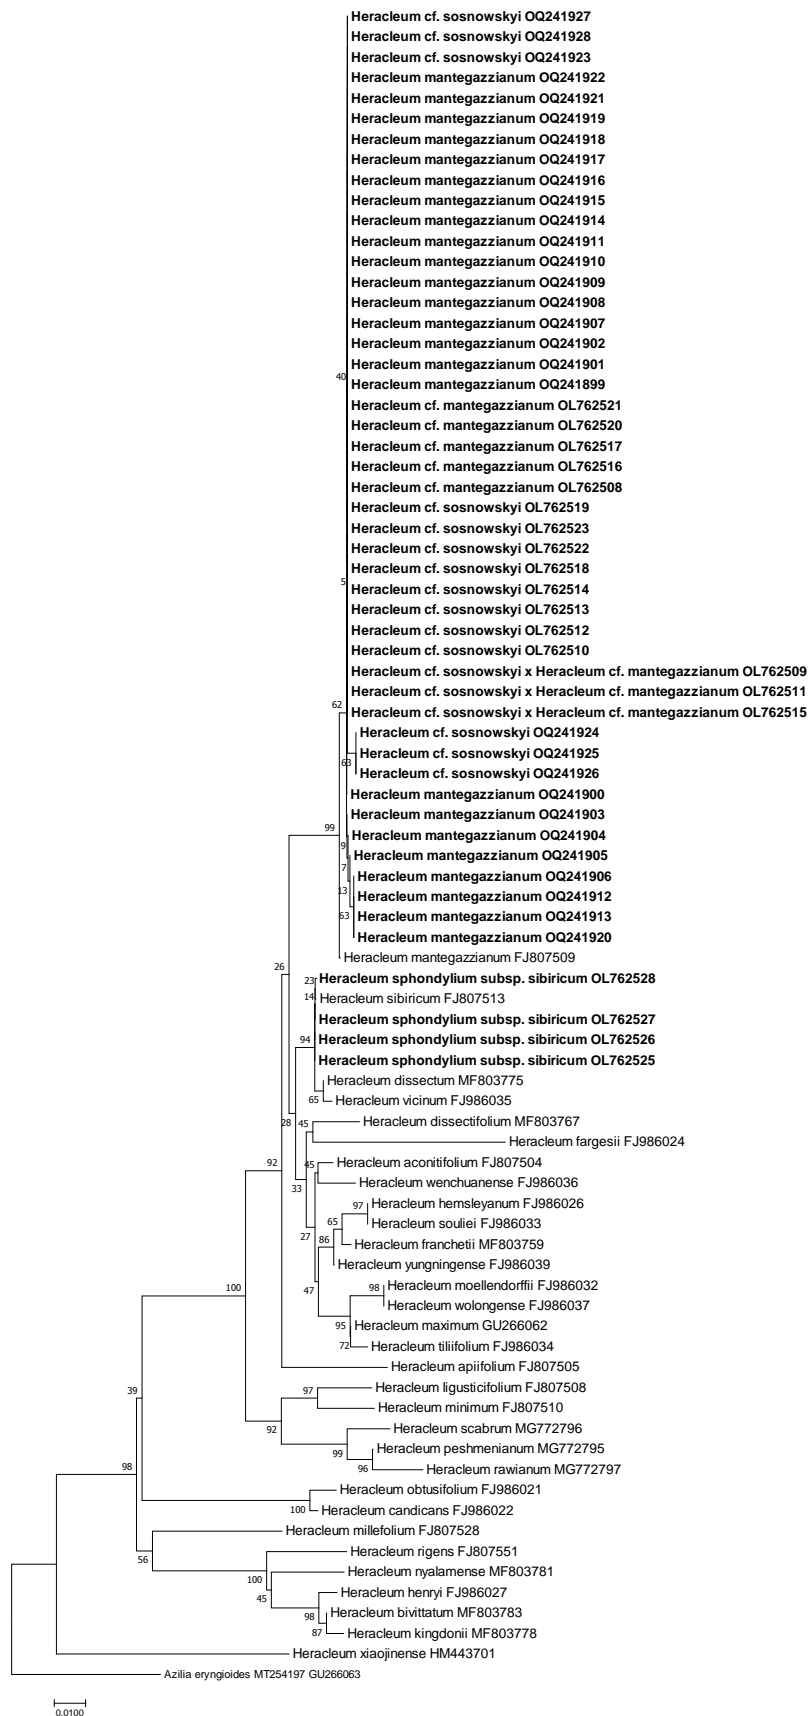 Heracleum cf. sosnowskyi OQ241927
Heracleum cf. sosnowskyi OQ241928
Heracleum cf. sosnowskyi OQ241923
Heracleum mantegazzianum OQ241922
Heracleum mantegazzianum OQ241921
Heracleum mantegazzianum OQ241919
Heracleum mantegazzianum OQ241918
Heracleum mantegazzianum OQ241917
Heracleum mantegazzianum OQ241916
Heracleum mantegazzianum OQ241915
Heracleum mantegazzianum OQ241914
Heracleum mantegazzianum OQ241911
Heracleum mantegazzianum OQ241910
Heracleum mantegazzianum OQ241909
Heracleum mantegazzianum OQ241908
Heracleum mantegazzianum OQ241907
Heracleum mantegazzianum OQ241902
Heracleum mantegazzianum OQ241901
40
Heracleum mantegazzianum OQ241899
Heracleum cf. mantegazzianum OL762521
Heracleum cf. mantegazzianum OL762520
Heracleum cf. mantegazzianum OL762517
Heracleum cf. mantegazzianum OL762516
Heracleum cf. mantegazzianum OL762508
Heracleum cf. sosnowskyi OL762519
Heracleum cf. sosnowskyi OL762523
Heracleum cf. sosnowskyi OL762522
Heracleum cf. sosnowskyi OL762518
5
Heracleum cf. sosnowskyi OL762514
Heracleum cf. sosnowskyi OL762513
Heracleum cf. sosnowskyi OL762512
Heracleum cf. sosnowskyi OL762510
Heracleum cf. sosnowskyi x Heracleum cf. mantegazzianum OL762509
Heracleum cf. sosnowskyi x Heracleum cf. mantegazzianum OL762511
62
Heracleum cf. sosnowskyi x Heracleum cf. mantegazzianum OL762515
Heracleum cf. sosnowskyi OQ241924
Heracleum cf. sosnowskyi OQ241925
63
Heracleum cf. sosnowskyi OQ241926
Heracleum mantegazzianum OQ241900
Heracleum mantegazzianum OQ241903
99
Heracleum mantegazzianum OQ241904
9
Heracleum mantegazzianum OQ241905
7
Heracleum mantegazzianum OQ241906
13
Heracleum mantegazzianum OQ241912
63
Heracleum mantegazzianum OQ241913
Heracleum mantegazzianum OQ241920
Heracleum mantegazzianum FJ807509
26
23
Heracleum sphondylium subsp. sibiricum OL762528
14
Heracleum sibiricum FJ807513
Heracleum sphondylium subsp. sibiricum OL762527
94
Heracleum sphondylium subsp. sibiricum OL762526
Heracleum sphondylium subsp. sibiricum OL762525
Heracleum dissectum MF803775
65
Heracleum vicinum FJ986035
28
45
Heracleum dissectifolium MF803767
Heracleum fargesii FJ986024
92
45
Heracleum aconitifolium FJ807504
33
Heracleum wenchuanense FJ986036
97
Heracleum hemsleyanum FJ986026
65
Heracleum souliei FJ986033
27
86
Heracleum franchetii MF803759
Heracleum yungningense FJ986039
100
47
98
Heracleum moellendorffii FJ986032
Heracleum wolongense FJ986037
95
Heracleum maximum GU266062
72
Heracleum tiliifolium FJ986034
Heracleum apiifolium FJ807505
39
97
Heracleum ligusticifolium FJ807508
Heracleum minimum FJ807510
92
Heracleum scabrum MG772796
99
Heracleum peshmenianum MG772795
98
96
Heracleum rawianum MG772797
Heracleum obtusifolium FJ986021
100
Heracleum candicans FJ986022
Heracleum millefolium FJ807528
56
Heracleum rigens FJ807551
100
Heracleum nyalamense MF803781
45
Heracleum henryi FJ986027
98
Heracleum bivittatum MF803783
87
Heracleum kingdonii MF803778
Heracleum xiaojinense HM443701
Azilia eryngioides MT254197 GU266063
0.0100